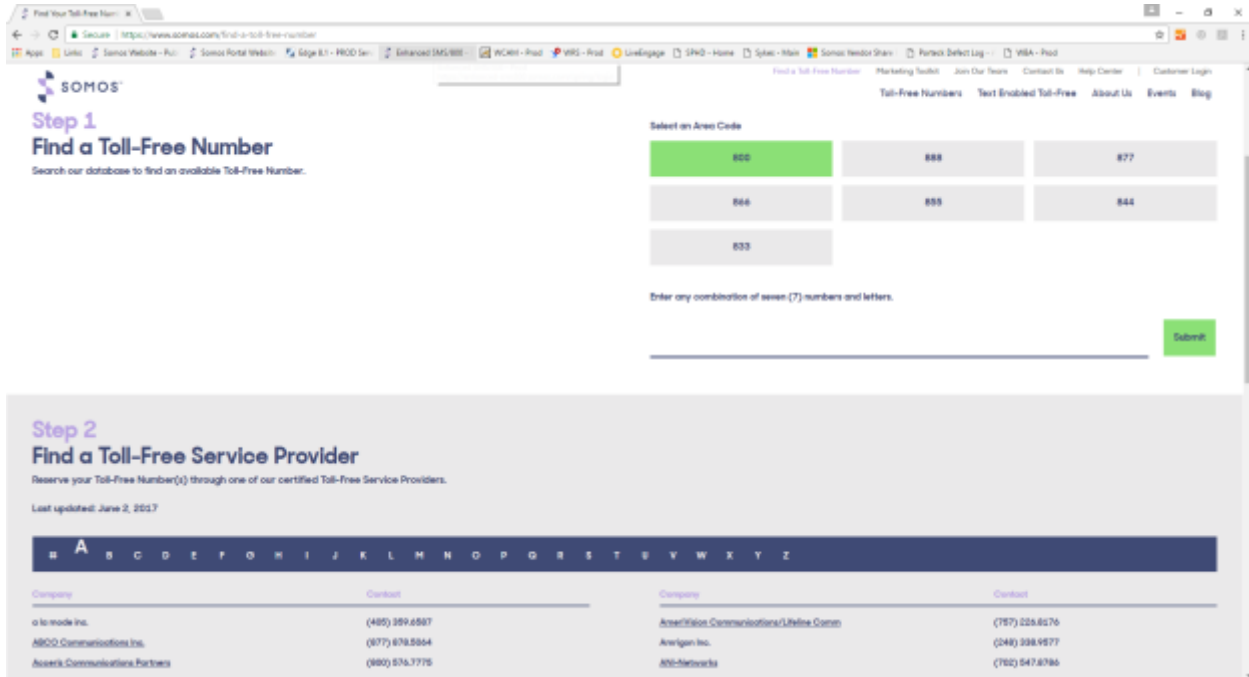 Find Your Toll-Free Num
Secure https://www.somos.com/find-a-toll-free-number
Apps Links Somos Website - Pub Somos Portal Website Edge 8.1 - PROD Serv Enhanced SMS/800 WCHM - Prod WRS - Prod LiveEngage SPHD - Home Sykes - Main Somos Vendor Share Porteck Defect Log - WBA - Prod
SOMOS
Find a Toll-Free Number Marketing Toolkit Join Our Team Contact Us Help Center | Customer Login
Toll-Free Numbers Text Enabled Toll-Free About Us Events Blog
Step 1
Find a Toll-Free Number
Search our database to find an available Toll-Free Number.
Select an Area Code
800 888 877
866 855 844
833
Enter any combination of seven (7) numbers and letters.
Submit
Step 2
Find a Toll-Free Service Provider
Reserve your Toll-Free Number(s) through one of our certified Toll-Free Service Providers.
Last updated: June 2, 2017
# A B C D E F G H I J K L M N O P Q R S T U V W X Y Z
Company Contact Company Contact
a la mode inc. (405) 359.6587 AmeriVision Communications/Lifeline Comm (757) 226.8176
ABCO Communications Inc. (877) 878.5064 Amrigon Inc. (248) 338.9577
Acceris Communications Partners (800) 576.7775 ANI-Networks (702) 547.8786